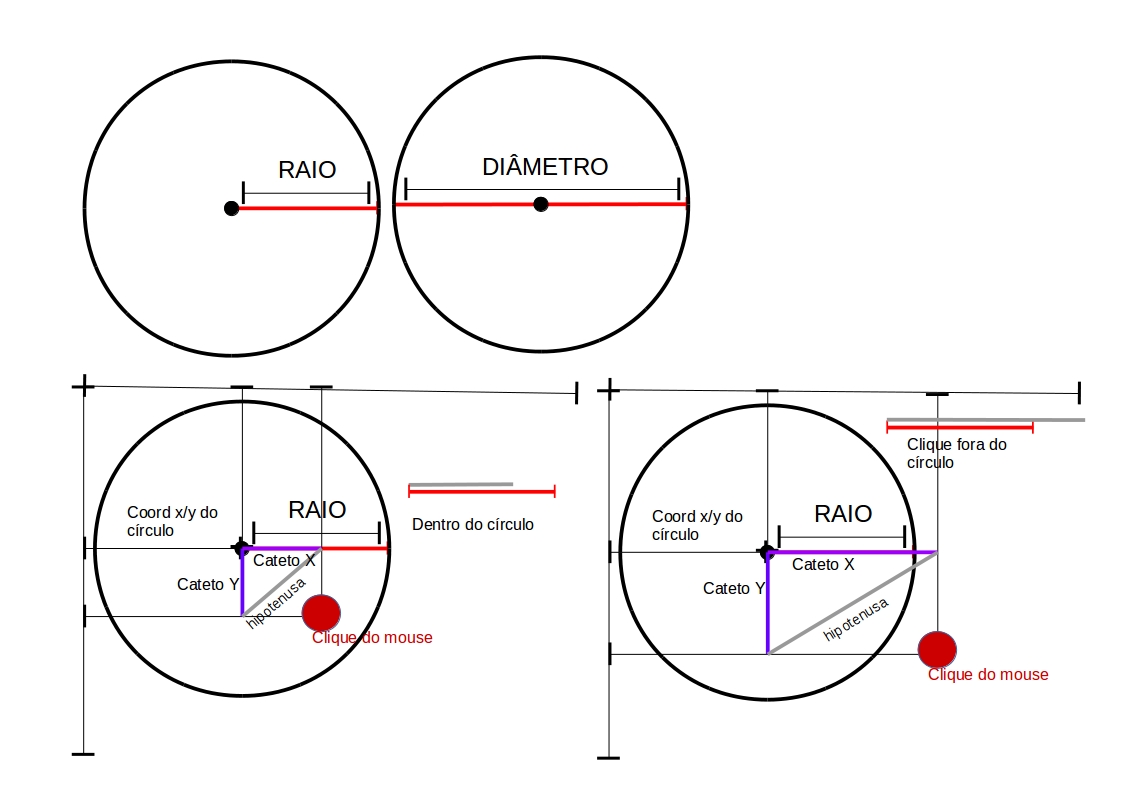 RAIO
DIÂMETRO
Coord x/y do
círculo
RAIO
Cateto X
Cateto Y
hipotenusa
Clique do mouse
Dentro do círculo
Clique fora do
círculo
Coord x/y do
círculo
RAIO
Cateto X
Cateto Y
hipotenusa
Clique do mouse